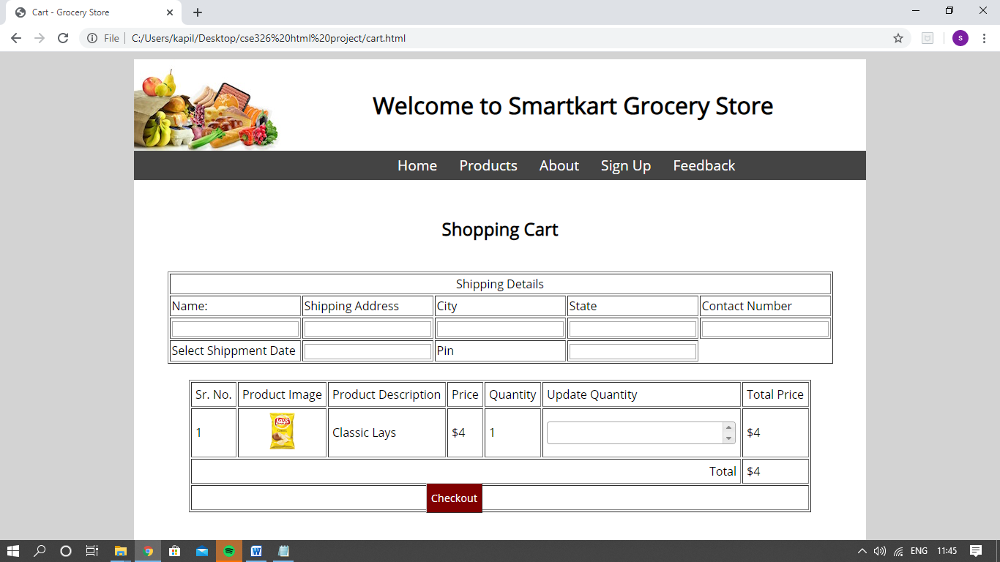 Cart - Grocery Store
File C:/Users/kapil/Desktop/cse326%20html%20project/cart.html
s
Welcome to Smartkart Grocery Store
Home Products About Sign Up Feedback
Shopping Cart
Shipping Details
Name: Shipping Address City State Contact Number
Select Shippment Date Pin
Sr. No. Product Image Product Description Price Quantity Update Quantity Total Price
Lay's
1 Classic Lays $4 1 $4
Total $4
Checkout
ENG 11:45